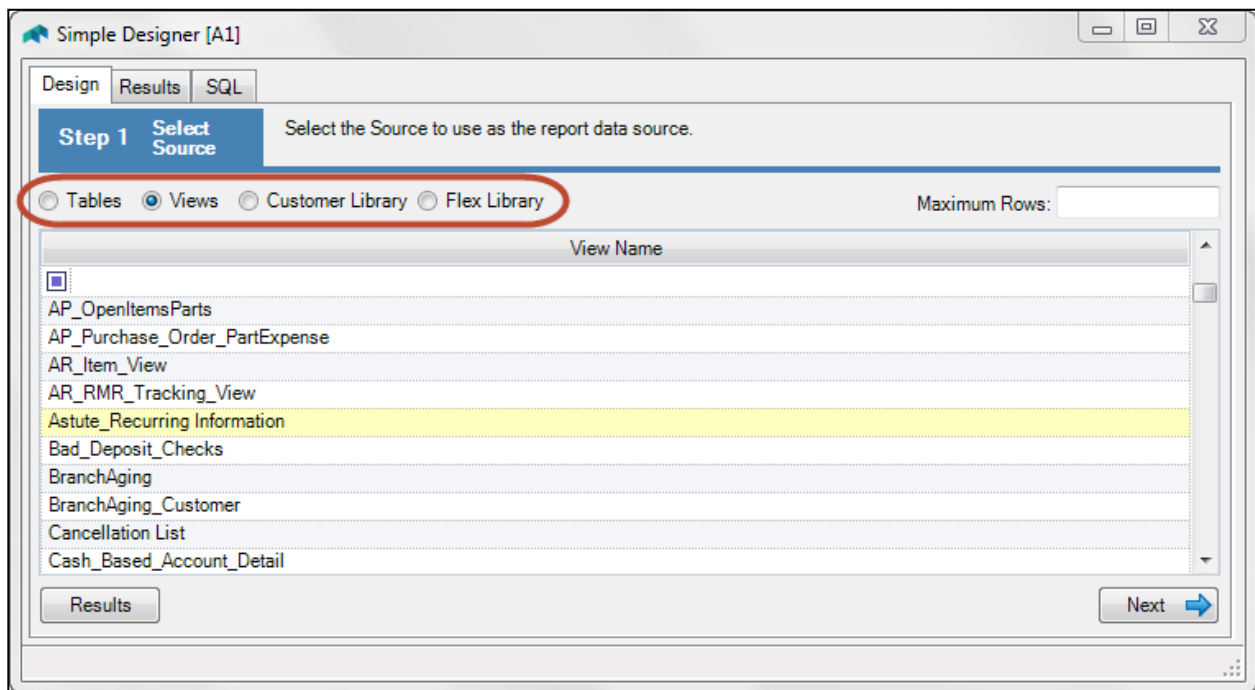 Simple Designer [A1]
Design Results SQL
Step 1 Select Source Select the Source to use as the report data source.
Tables Views Customer Library Flex Library Maximum Rows:
View Name
AP_OpenItemsParts
AP_Purchase_Order_PartExpense
AR_Item_View
AR_RMR_Tracking_View
Astute_Recurring Information
Bad_Deposit_Checks
BranchAging
BranchAging_Customer
Cancellation List
Cash_Based_Account_Detail
Results Next